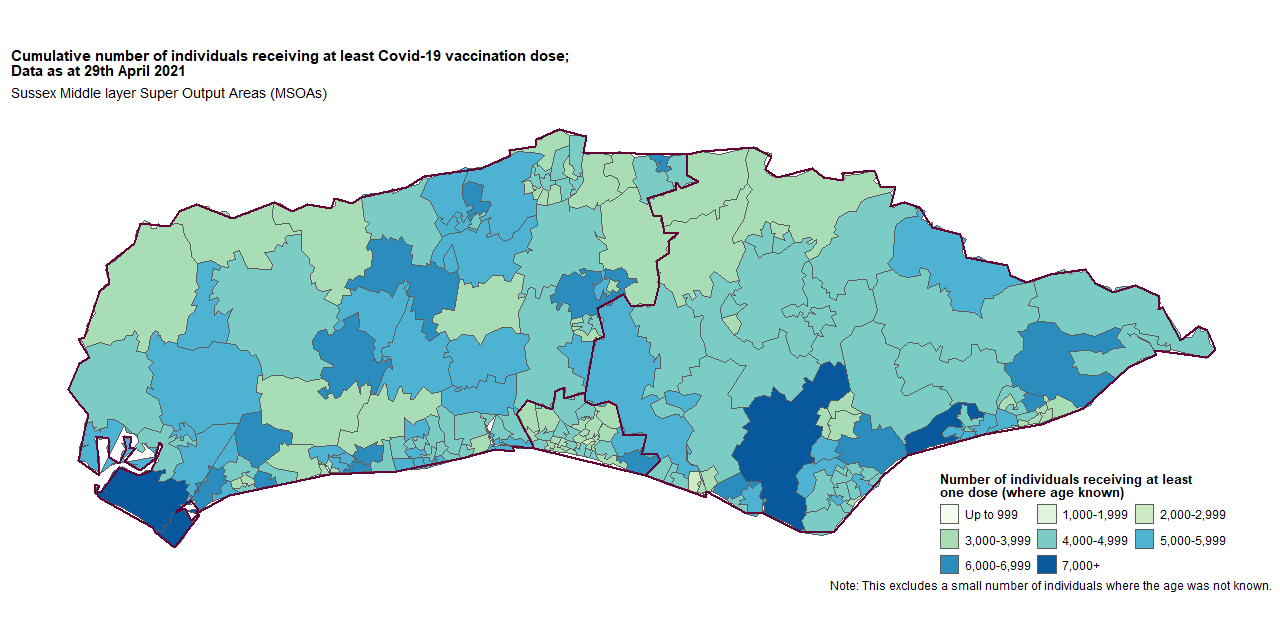 Cumulative number of individuals receiving at least Covid-19 vaccination dose;
Data as at 29th April 2021
Sussex Middle layer Super Output Areas (MSOAs)
Number of individuals receiving at least
one dose (where age known)
Up to 999 1,000-1,999 2,000-2,999
3,000-3,999 4,000-4,999 5,000-5,999
6,000-6,999 7,000+
Note: This excludes a small number of individuals where the age was not known.